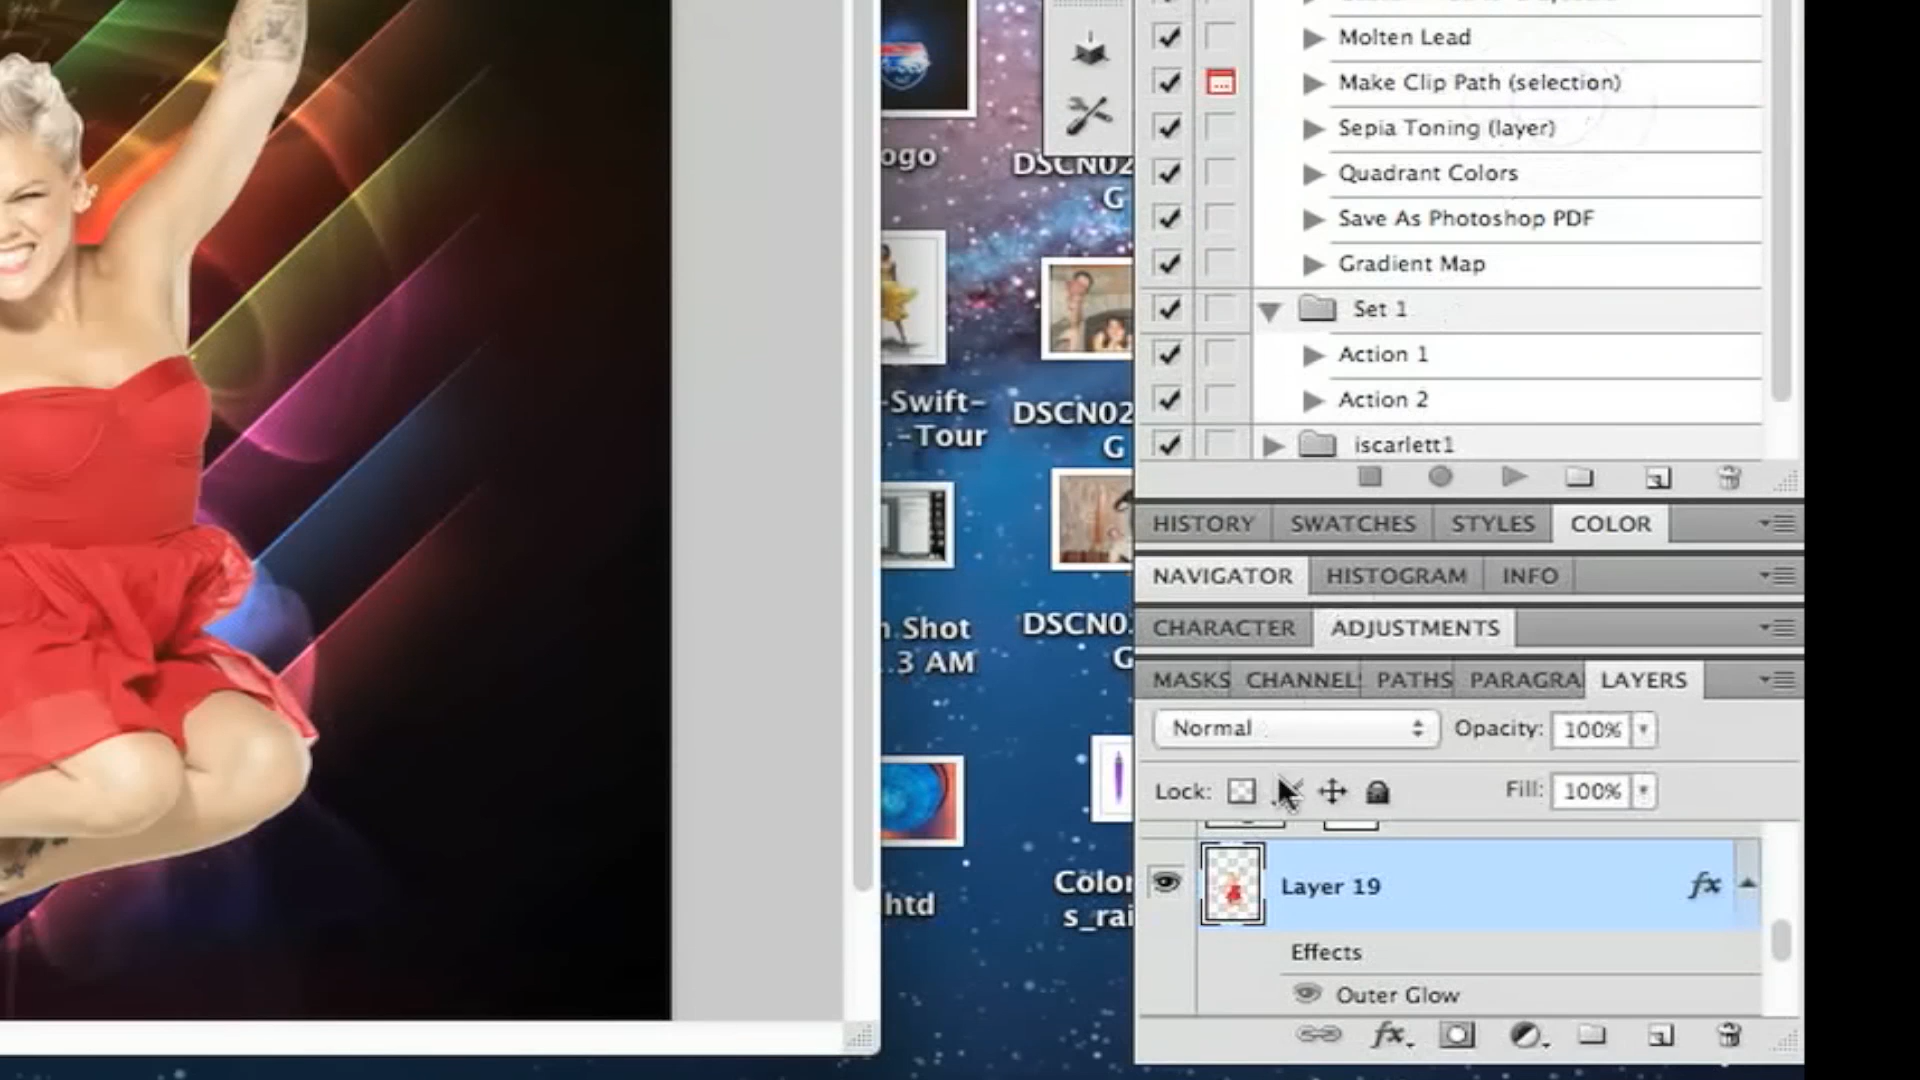 Molten Lead
Make Clip Path (selection)
Sepia Toning (layer)
Quadrant Colors
Save As Photoshop PDF
Gradient Map
Set 1
Action 1
Action 2
iscarlett1
HISTORY SWATCHES STYLES COLOR
NAVIGATOR HISTOGRAM INFO
CHARACTER ADJUSTMENTS
MASKS CHANNEL PATHS PARAGRA LAYERS
Normal Opacity: 100%
Lock: Fill: 100%
Layer 19 fx
Effects
Outer Glow
fx
ogo
DSCN02
G
-Swift-
.-Tour
DSCN02
G
n Shot
.3 AM
DSCN0
G
htd
Color
s_rai